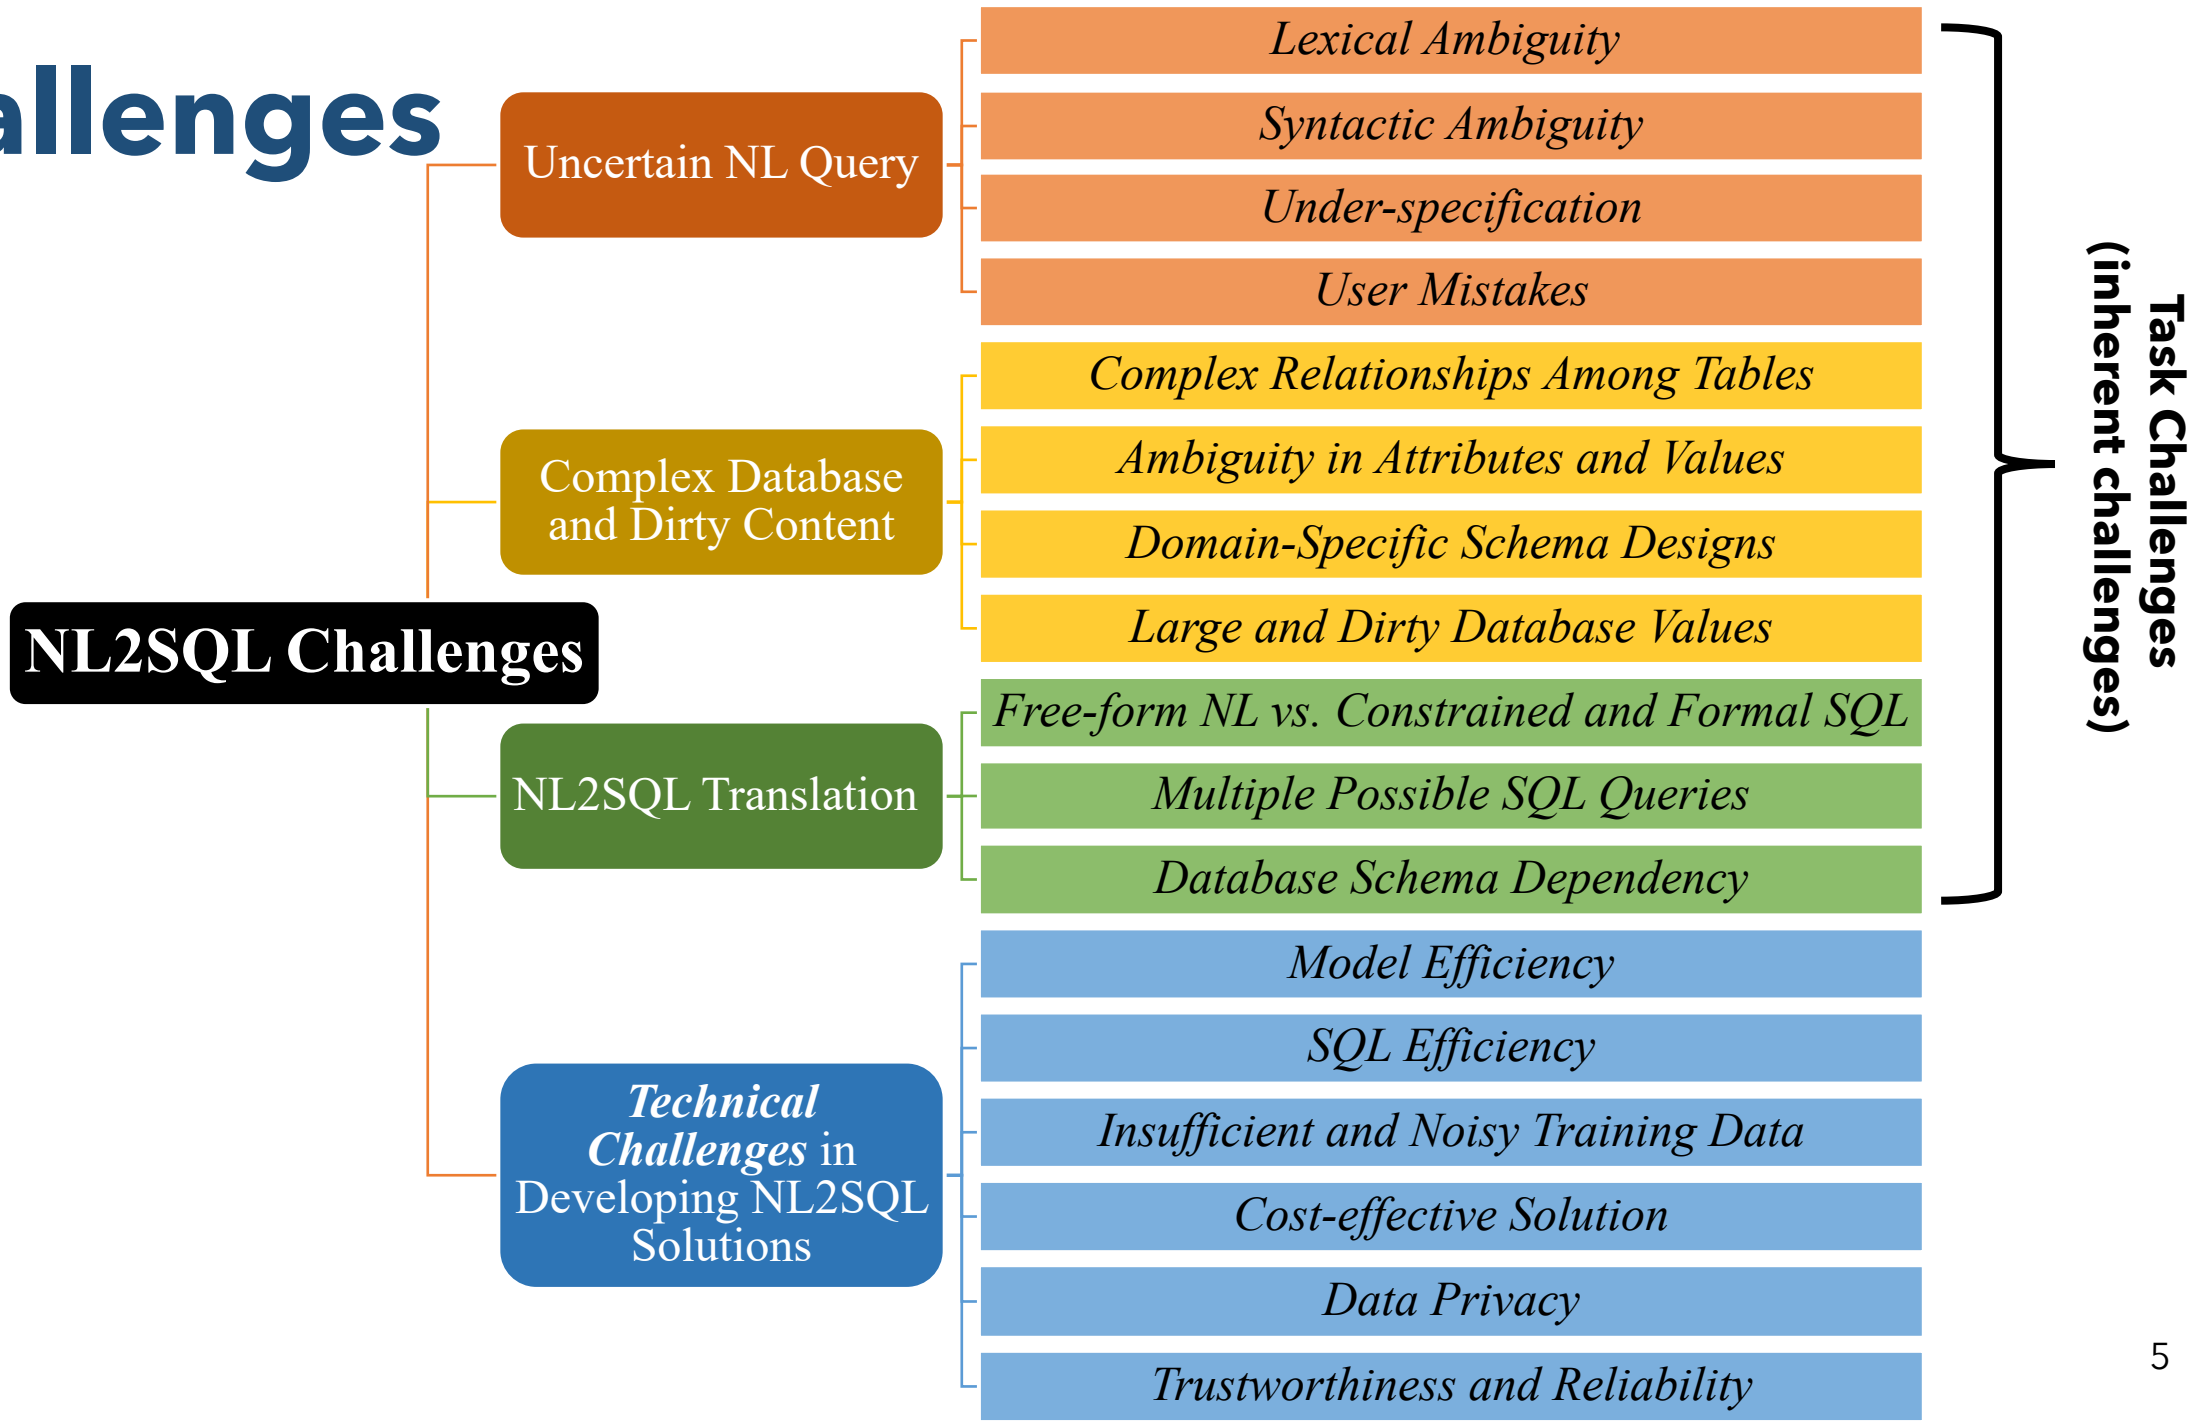 allenges
NL2SQL Challenges
Uncertain NL Query
Lexical Ambiguity
Syntactic Ambiguity
Under-specification
User Mistakes
Complex Database
and Dirty Content
Complex Relationships Among Tables
Ambiguity in Attributes and Values
Domain-Specific Schema Designs
Large and Dirty Database Values
NL2SQL Translation
Free-form NL vs. Constrained and Formal SQL
Multiple Possible SQL Queries
Database Schema Dependency
Technical
Challenges in
Developing NL2SQL
Solutions
Model Efficiency
SQL Efficiency
Insufficient and Noisy Training Data
Cost-effective Solution
Data Privacy
Trustworthiness and Reliability
Task Challenges
(inherent challenges)
5